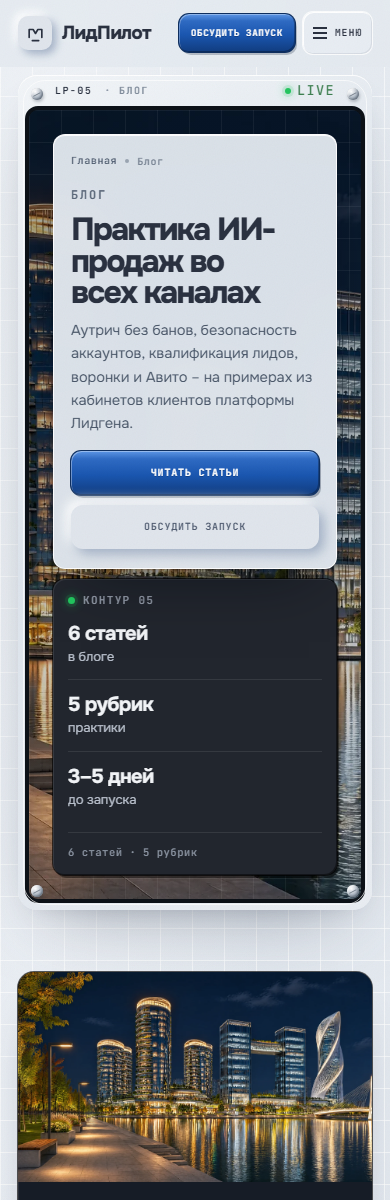 ЛидПилот
ОБСУДИТЬ ЗАПУСК
МЕНЮ
LP-05 · БЛОГ
LIVE
Главная
Блог
БЛОГ
Практика ИИ-
продаж во
всех каналах
Аутрич без банов, безопасность
аккаунтов, квалификация лидов,
воронки и Авито – на примерах из
кабинетов клиентов платформы
Лидгена.
ЧИТАТЬ СТАТЬИ
ОБСУДИТЬ ЗАПУСК
КОНТУР 05
6 статей
в блоге
5 рубрик
практики
3–5 дней
до запуска
6 статей · 5 рубрик